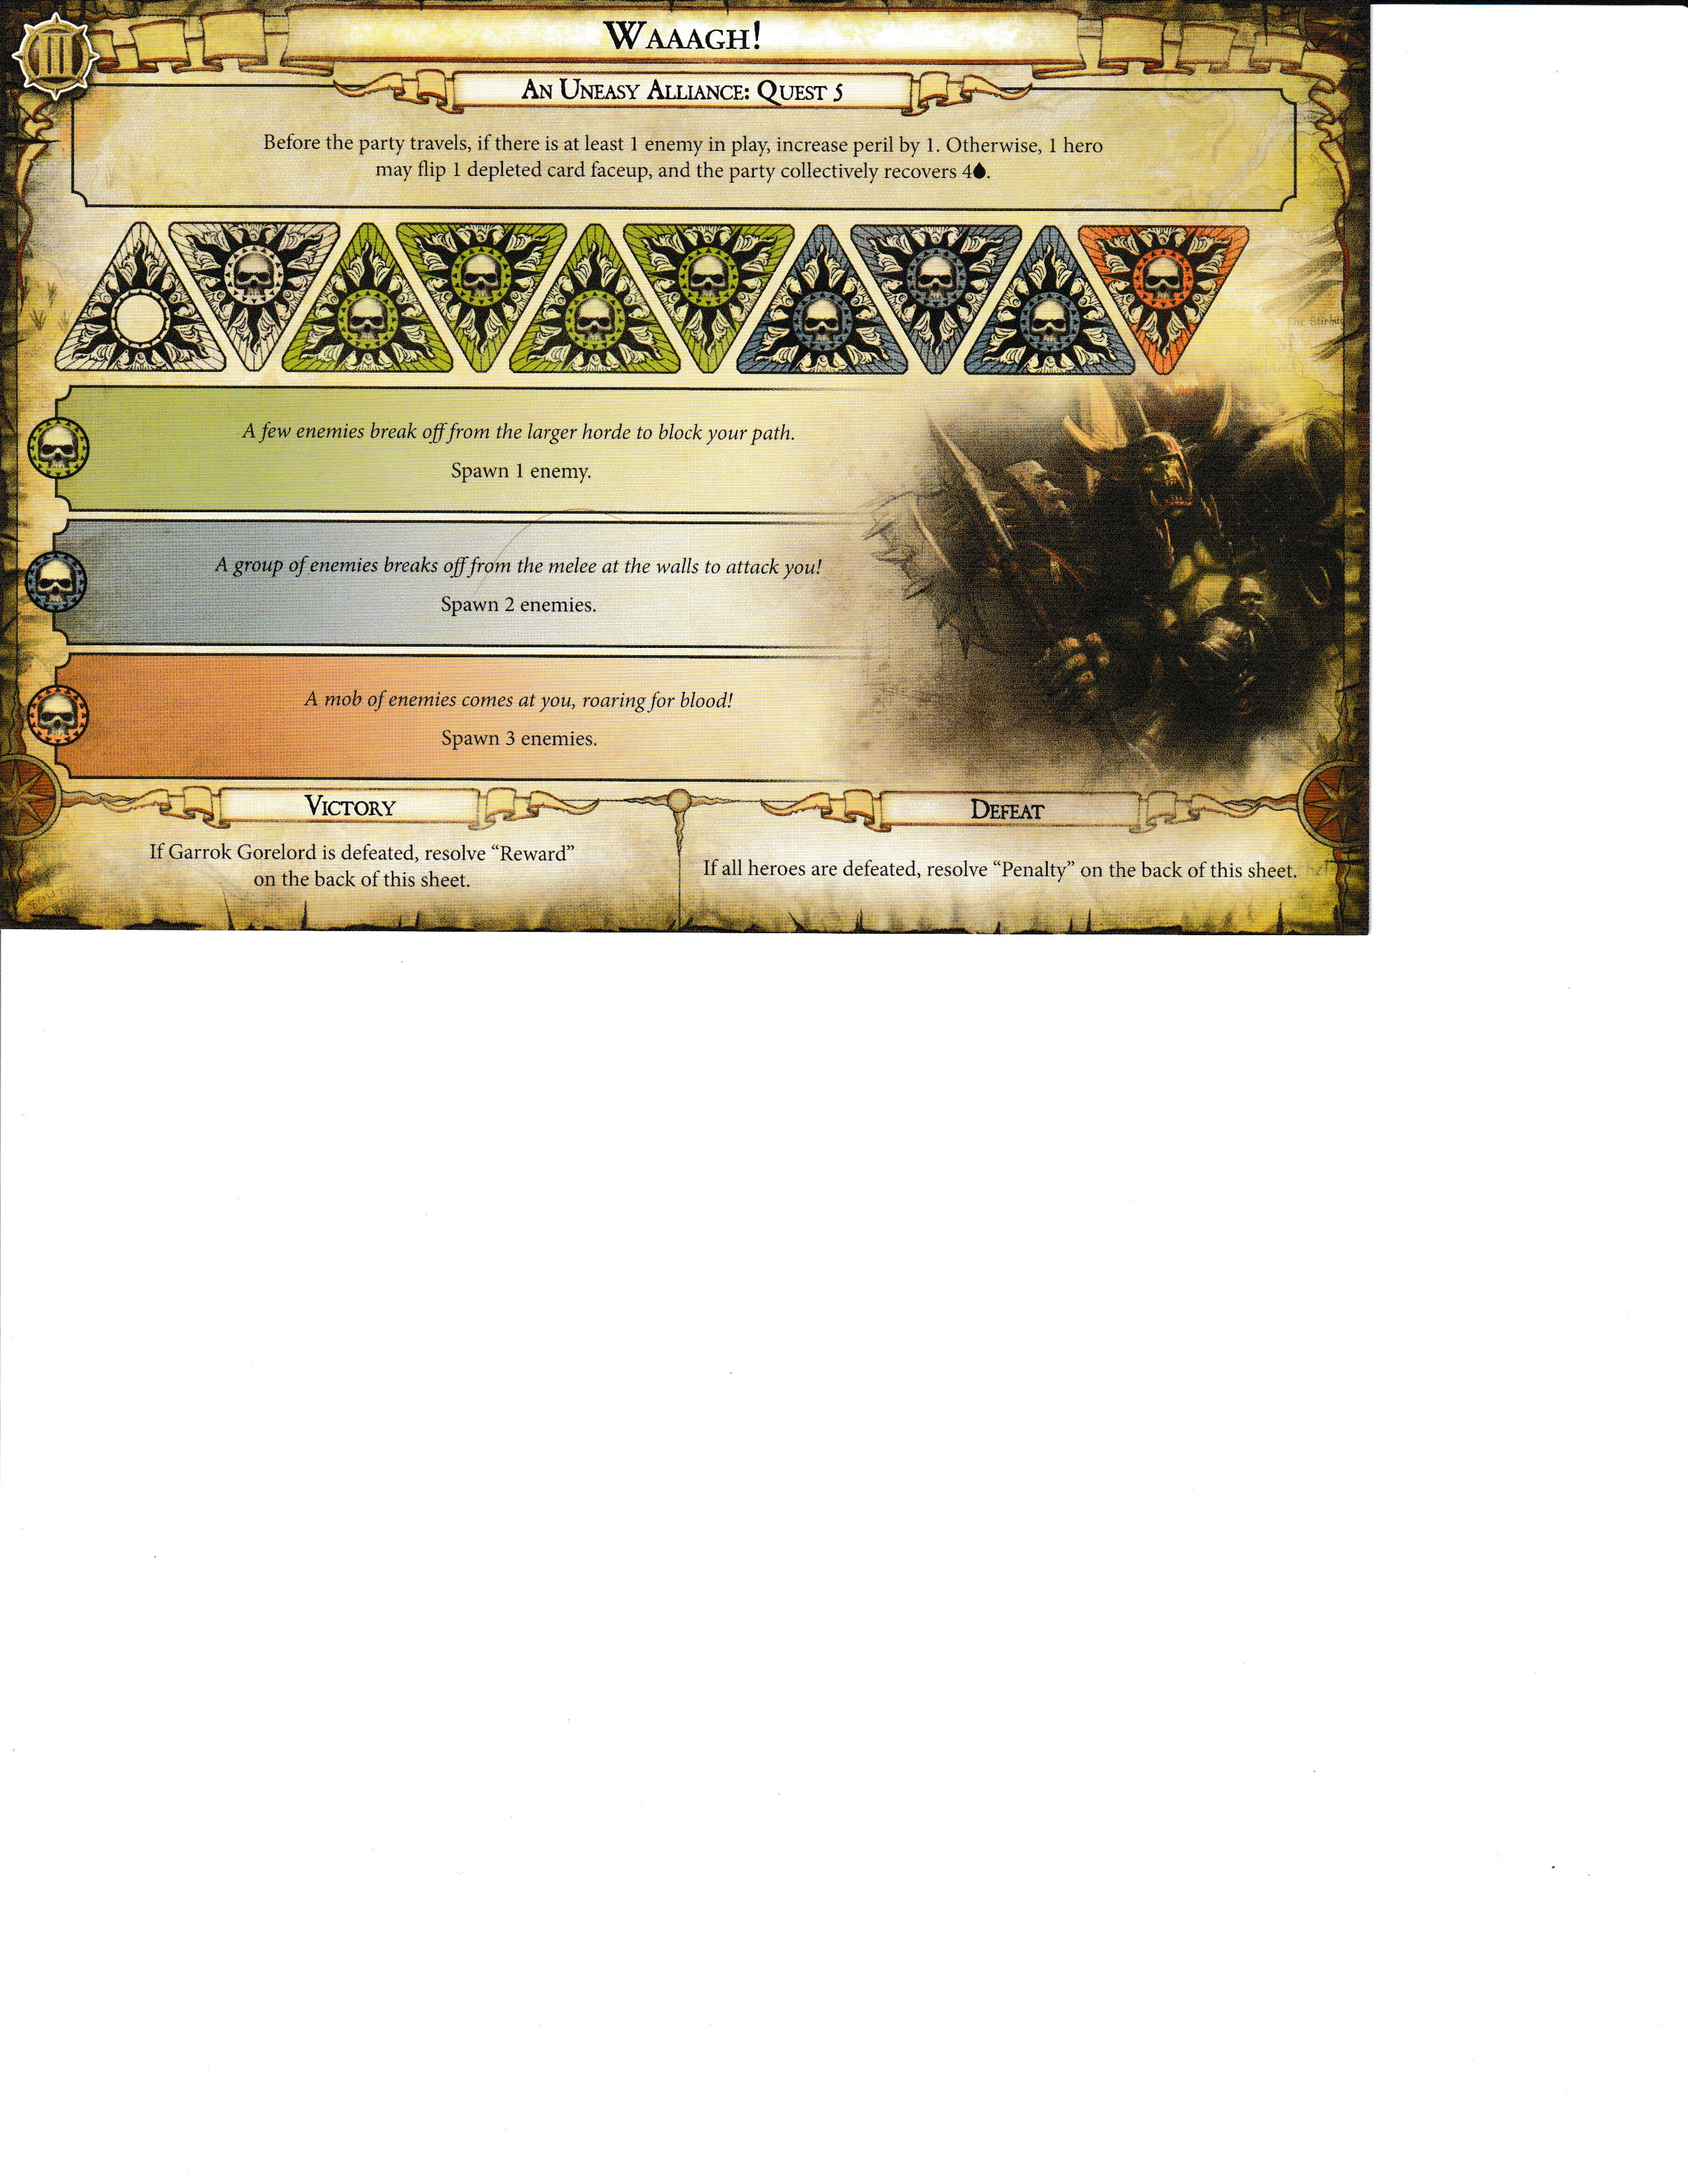 III
WAAAGH!
AN UNEASY ALLIANCE: QUEST 5
Before the party travels, if there is at least 1 enemy in play, increase peril by 1. Otherwise, 1 hero
may flip 1 depleted card faceup, and the party collectively recovers 4.
A few enemies break off from the larger horde to block your path.
Spawn 1 enemy.
A group of enemies breaks off from the melee at the walls to attack you!
Spawn 2 enemies.
A mob of enemies comes at you, roaring for blood!
Spawn 3 enemies.
VICTORY
If Garrok Gorelord is defeated, resolve “Reward”
on the back of this sheet.
DEFEAT
If all heroes are defeated, resolve “Penalty” on the back of this sheet.